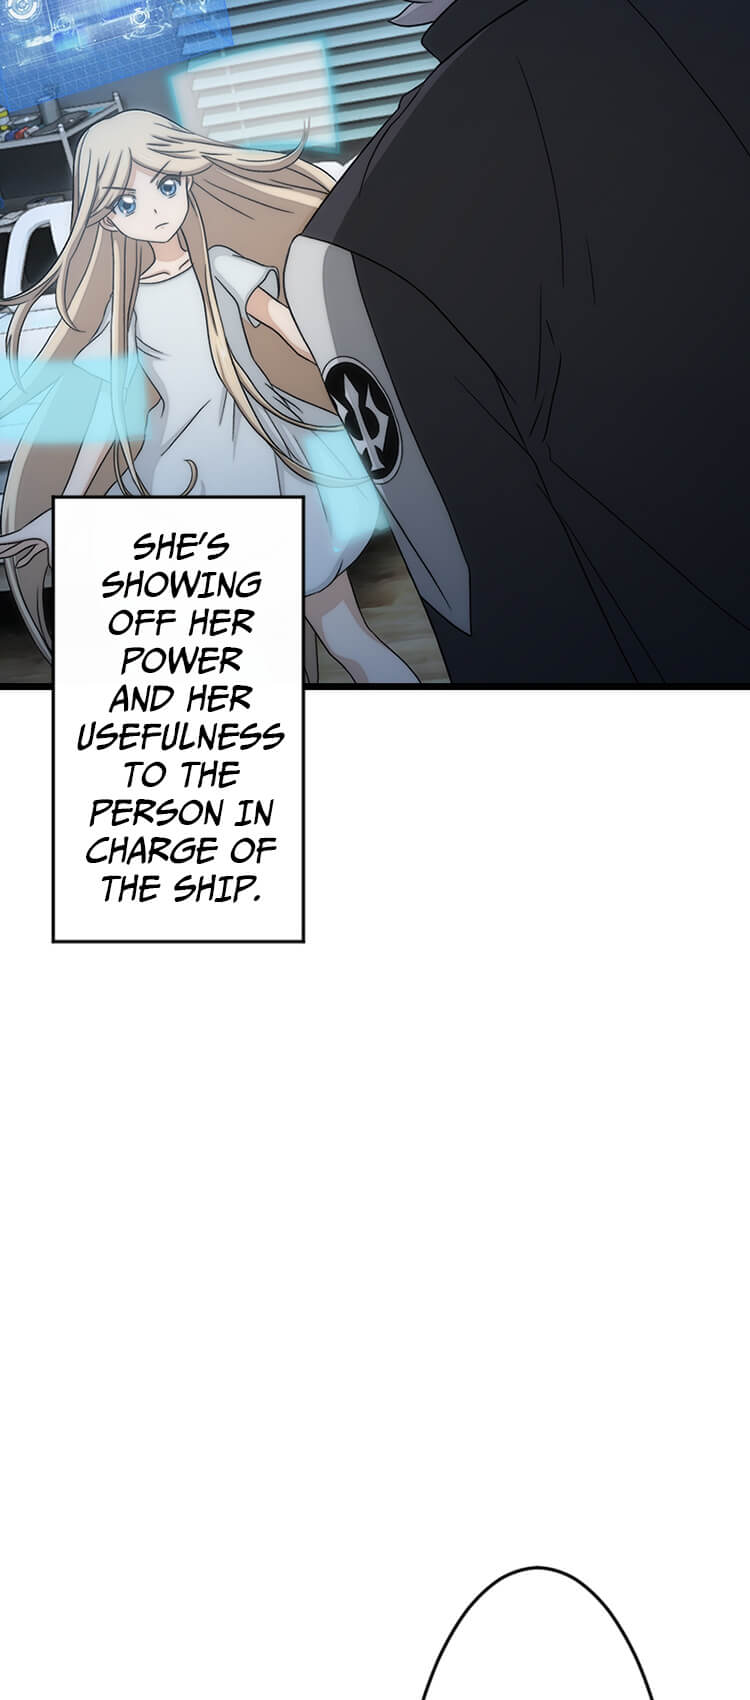 SHE'S
SHOWING
OFF HER
POWER
AND HER
USEFULNESS
TO THE
PERSON IN
CHARGE OF
THE SHIP.